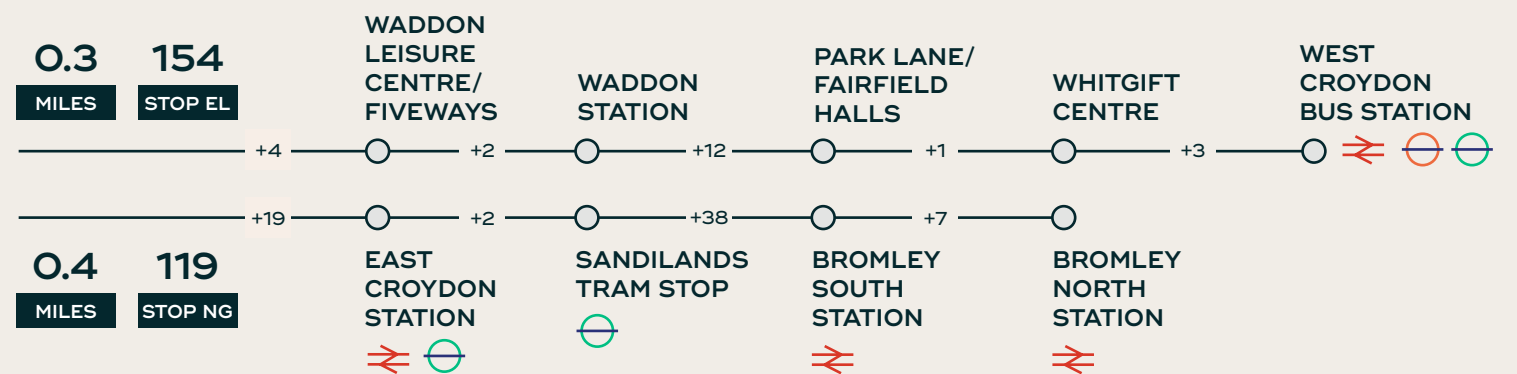 0.3
MILES
154
STOP EL
WADDON
LEISURE
CENTRE/
FIVEWAYS
WADDON
STATION
PARK LANE/
FAIRFIELD
HALLS
WHITGIFT
CENTRE
WEST
CROYDON
BUS STATION
+4
+2
+12
+1
+3
+19
+2
+38
+7
0.4
MILES
119
STOP NG
EAST
CROYDON
STATION
SANDILANDS
TRAM STOP
BROMLEY
SOUTH
STATION
BROMLEY
NORTH
STATION